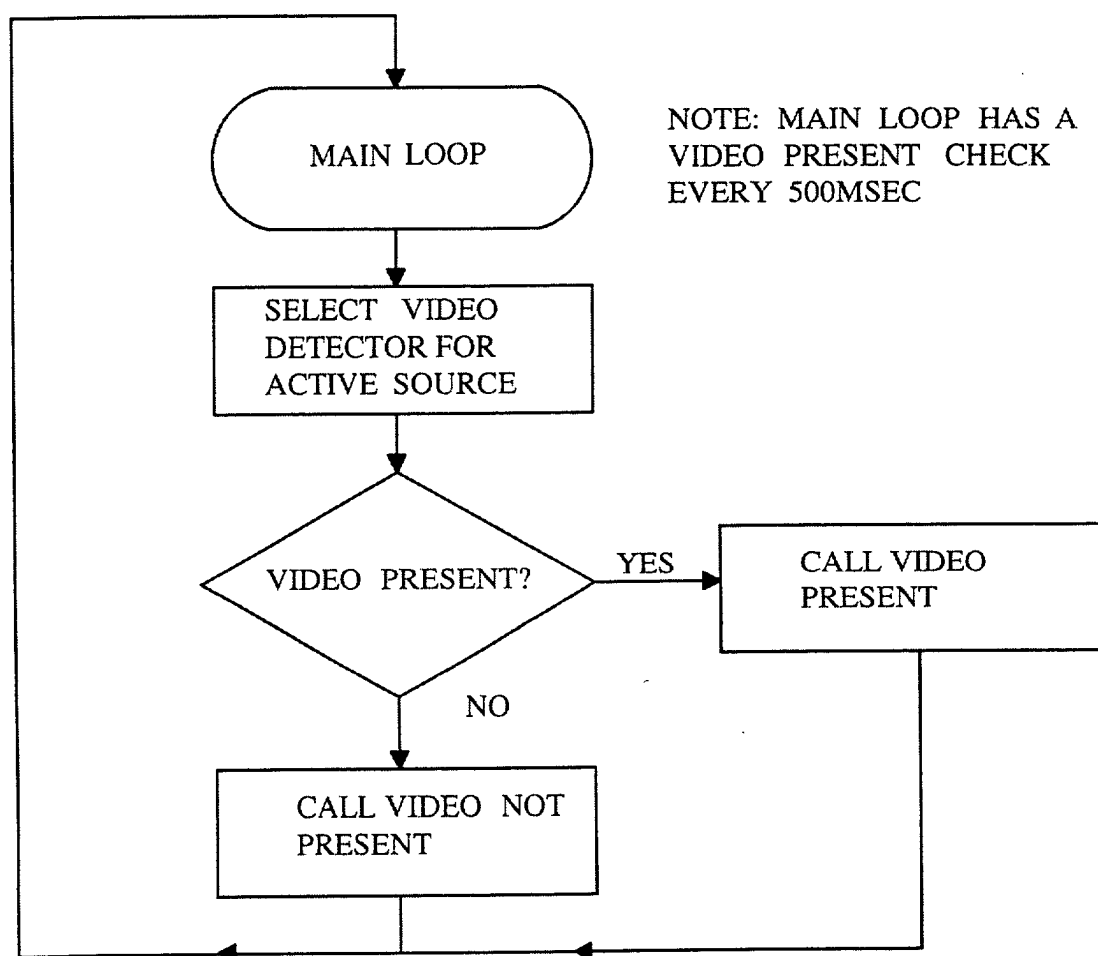 MAIN LOOP
NOTE: MAIN LOOP HAS A
VIDEO PRESENT CHECK
EVERY 500MSEC
SELECT VIDEO
DETECTOR FOR
ACTIVE SOURCE
VIDEO PRESENT?
YES
CALL VIDEO
PRESENT
NO
CALL VIDEO NOT
PRESENT